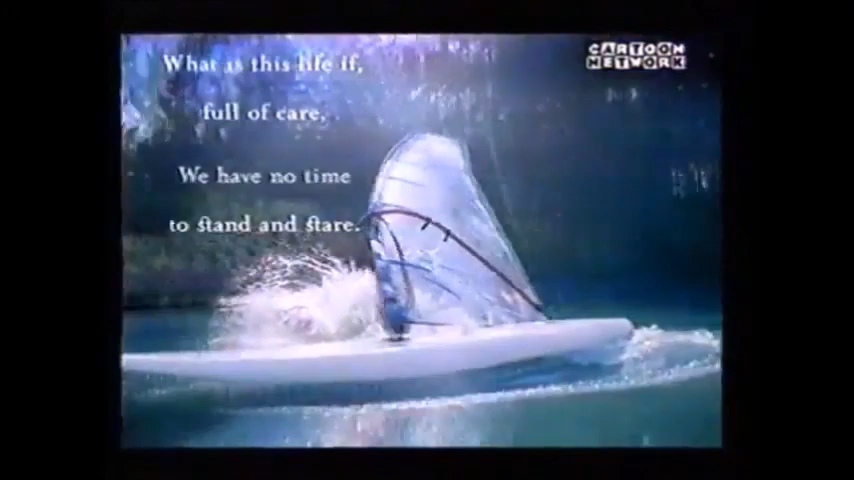 What is this life if,
full of care,
We have no time
to stand and stare.
CARTOON
NETWORK